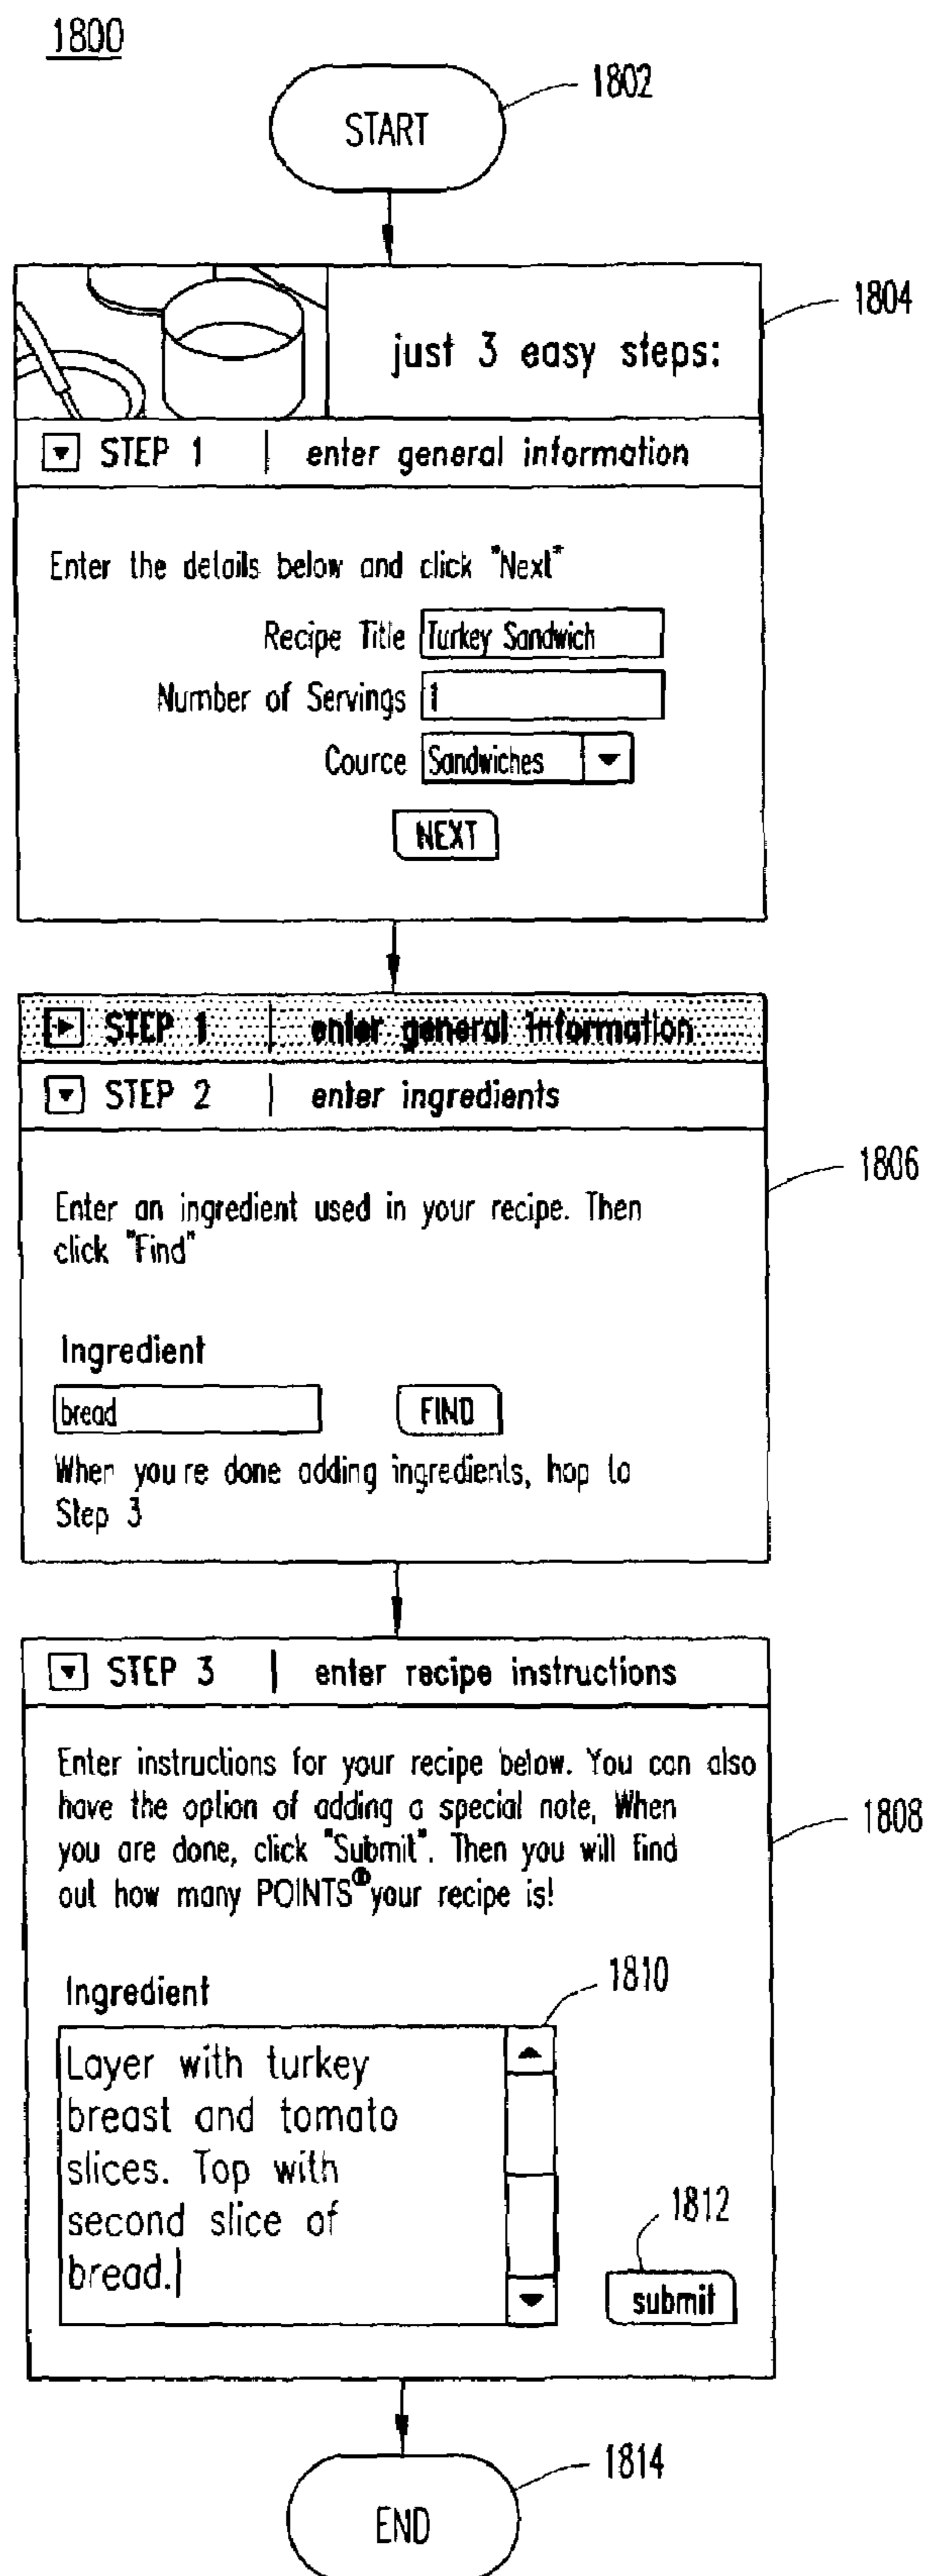 1800
1802
START
1804
just 3 easy steps:
STEP 1 | enter general information
Enter the details below and click "Next"
Recipe Title Turkey Sandwich
Number of Servings 1
Cource Sandwiches
NEXT
STEP 1 | enter general information
STEP 2 | enter ingredients
1806
Enter an ingredient used in your recipe. Then
click "Find"
Ingredient
bread FIND
When you're done adding ingredients, hop to
Step 3
STEP 3 | enter recipe instructions
Enter instructions for your recipe below. You can also
have the option of adding a special note, When
you are done, click "Submit". Then you will find
out how many POINTS® your recipe is!
1808
Ingredient
1810
Layer with turkey
breast and tomato
slices. Top with
second slice of
bread.
1812
submit
1814
END